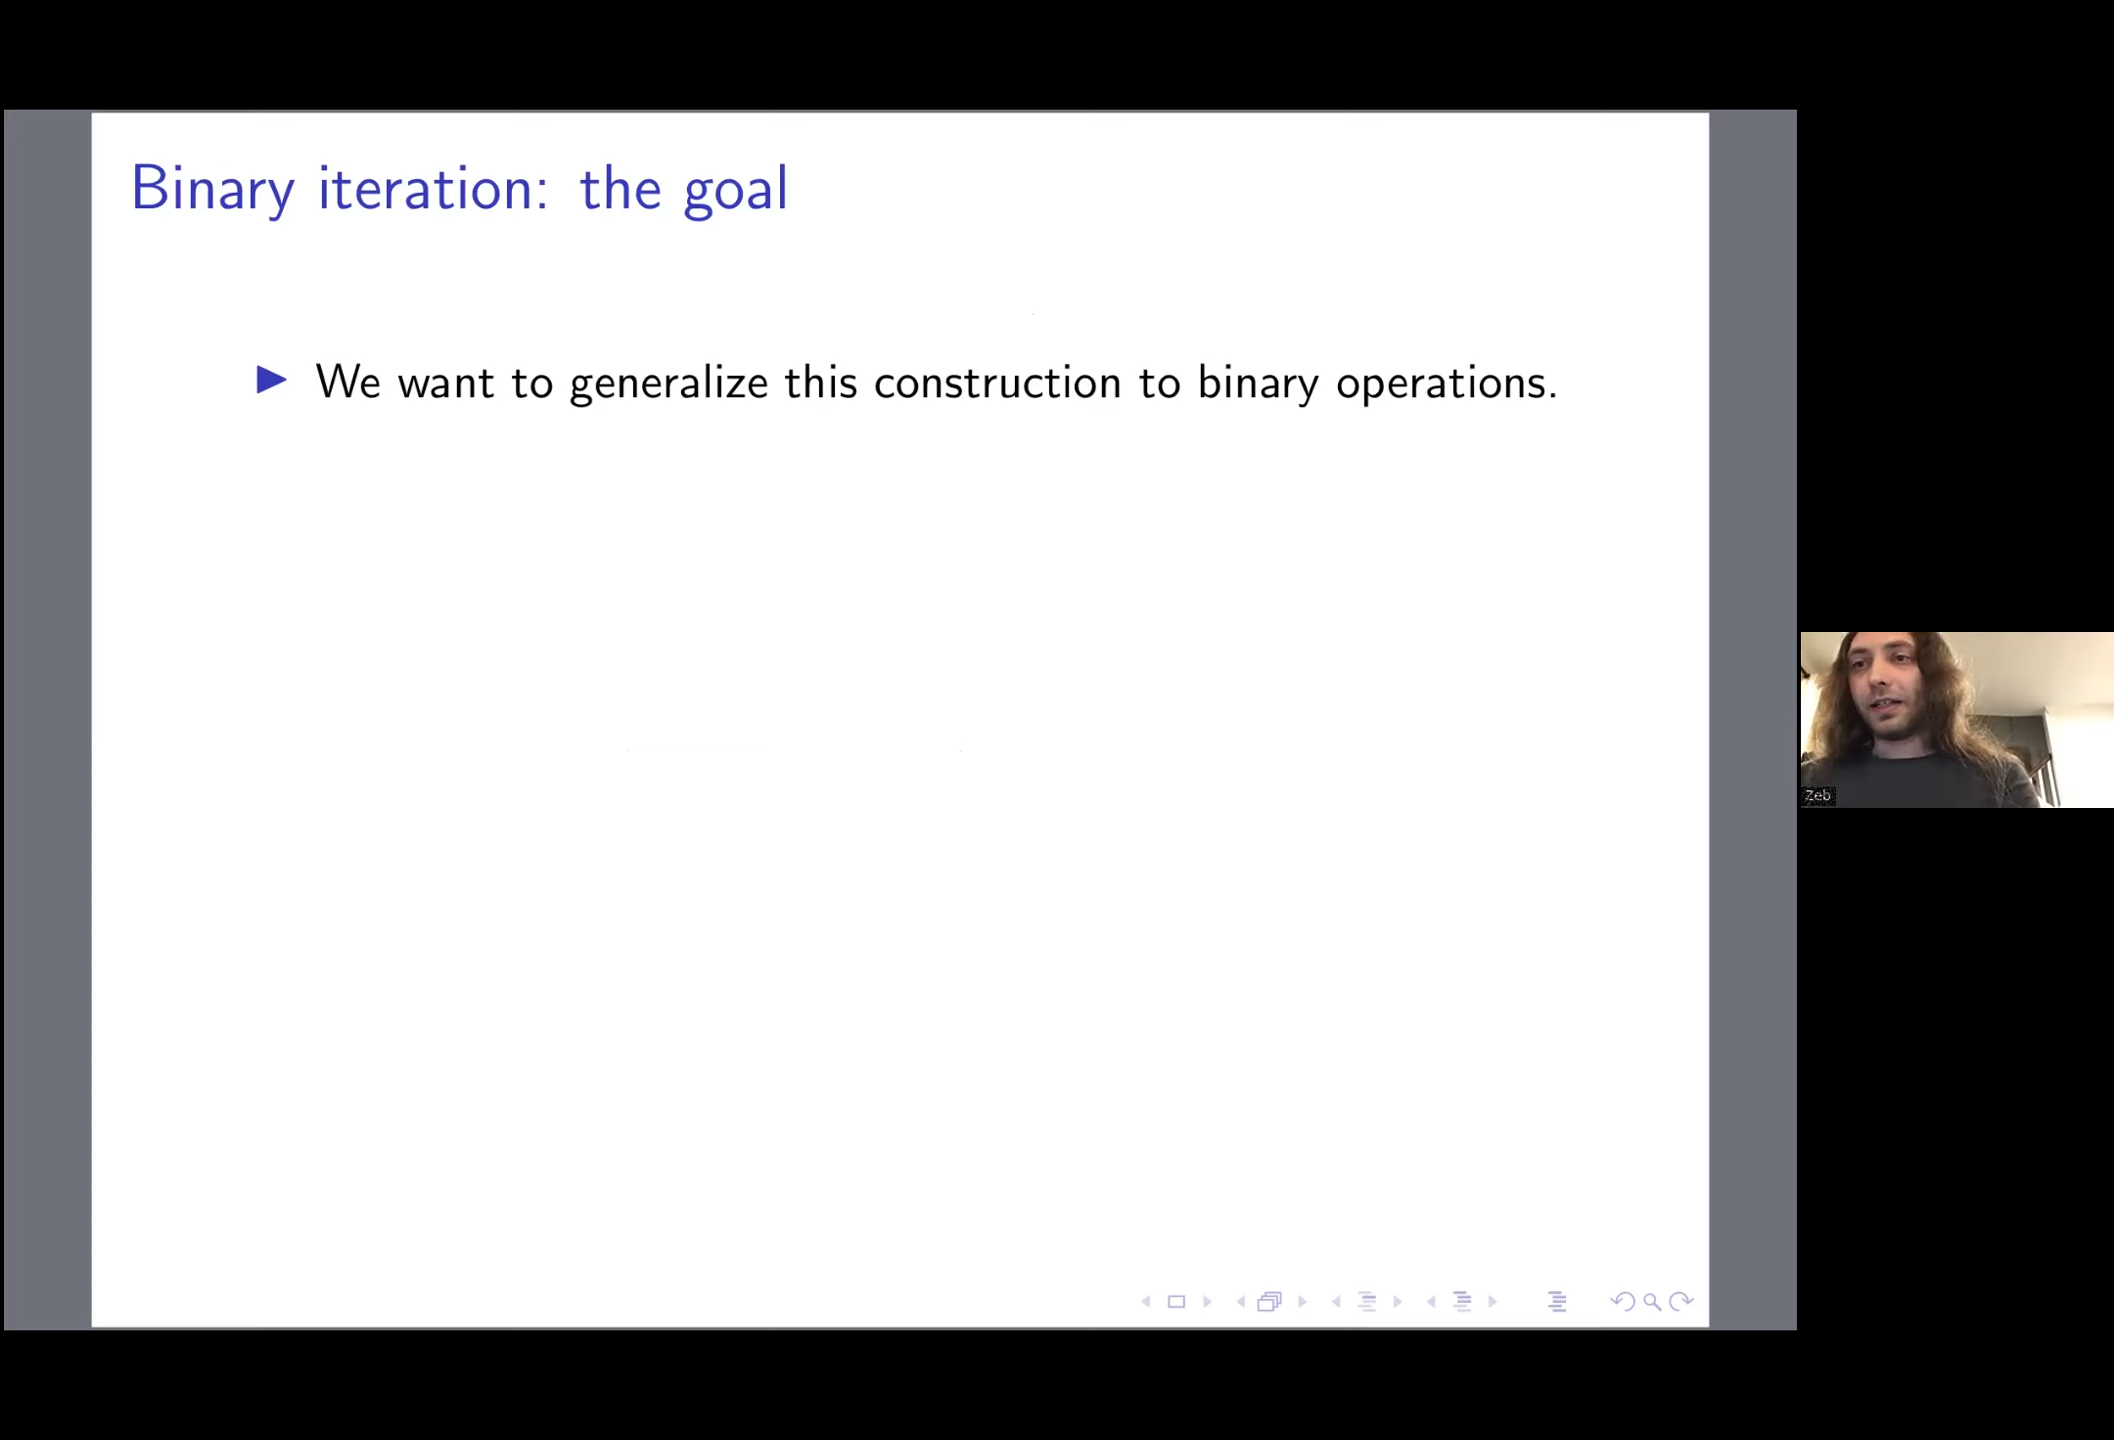 Binary iteration: the goal
We want to generalize this construction to binary operations.
Zeb